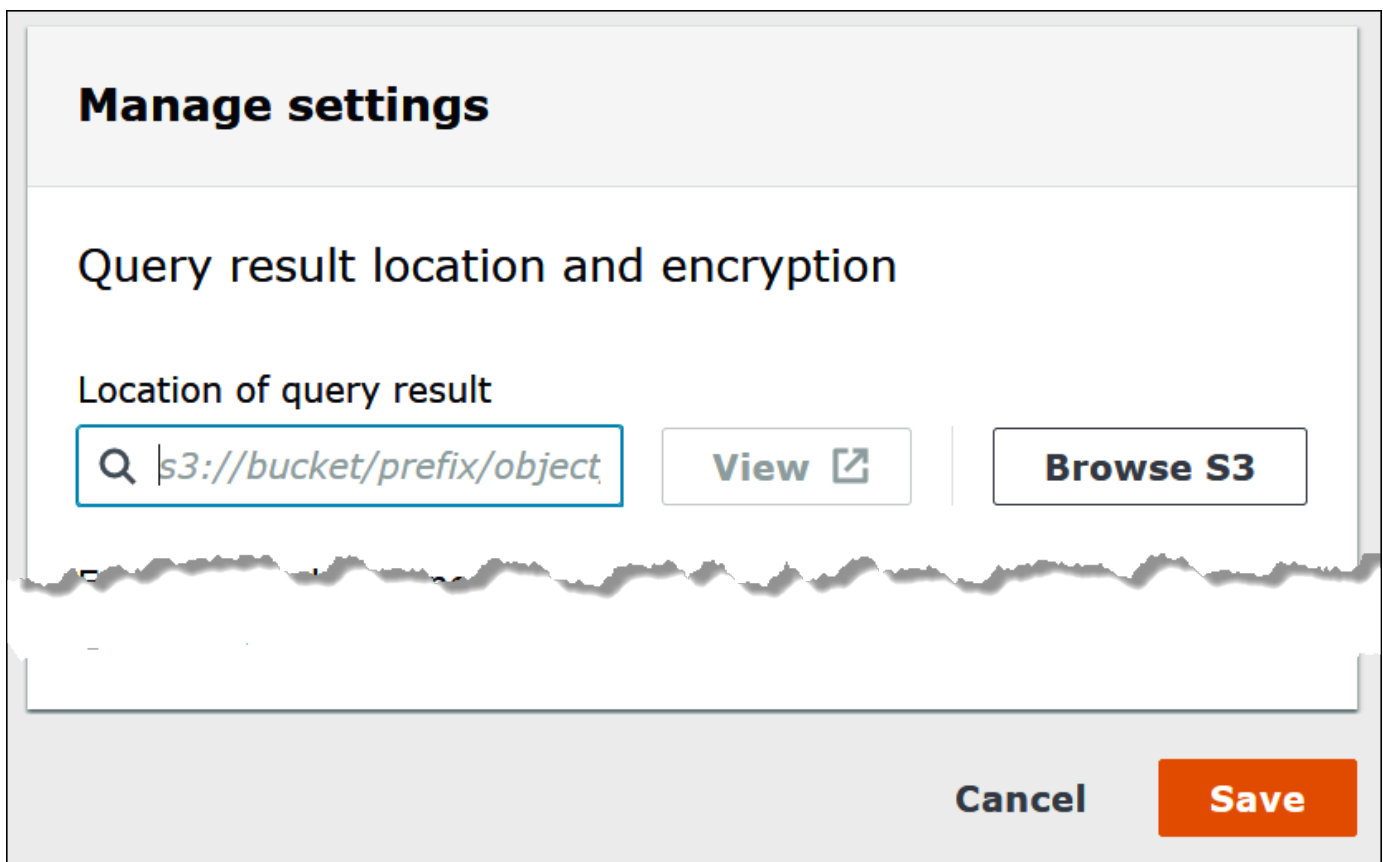 Manage settings
Query result location and encryption
Location of query result
s3://bucket/prefix/object
View
Browse S3
Cancel
Save